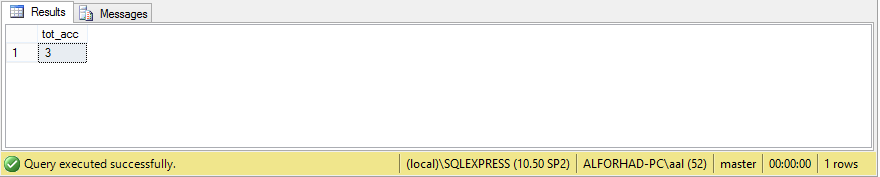 Results Messages
tot_acc
1 3
Query executed successfully. (local)\SQLEXPRESS (10.50 SP2) ALFORHAD-PC\aal (52) master 00:00:00 1 rows